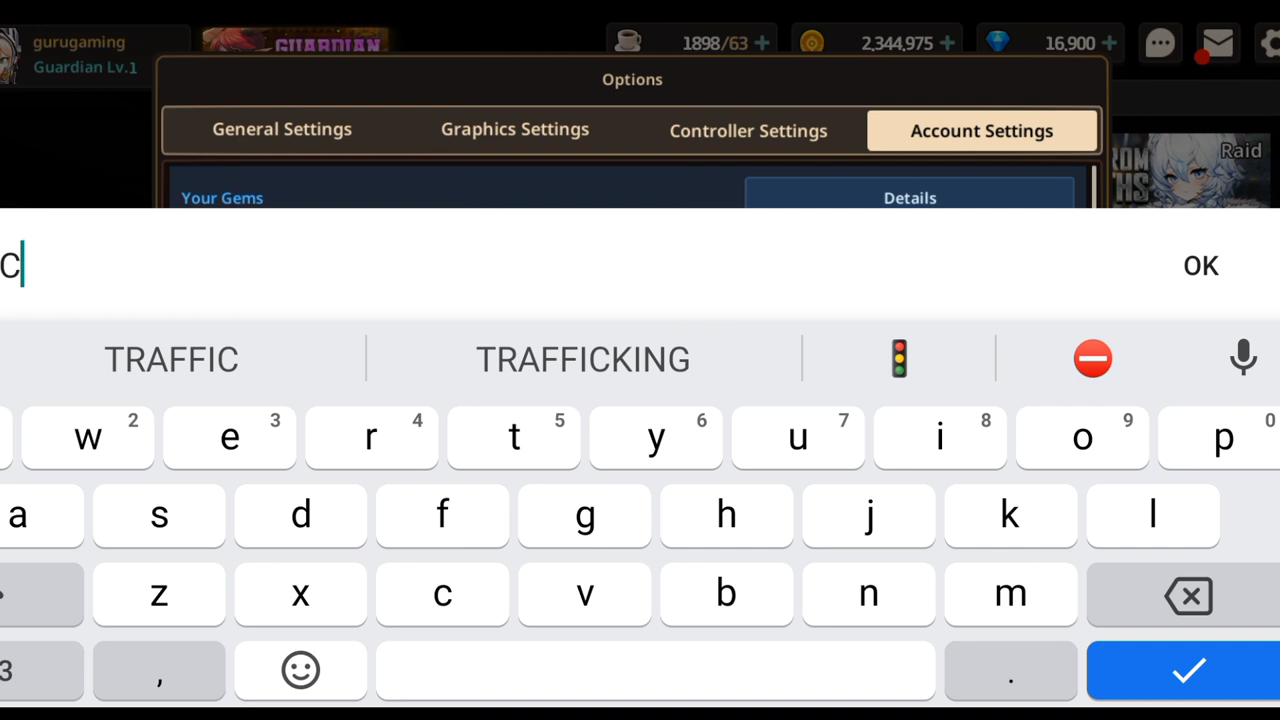 gurugaming
Guardian Lv.1
GUARDIAN
1898/63
2,344,975
16,900
Options
General Settings
Graphics Settings
Controller Settings
Account Settings
Raid
Your Gems
Details
C
OK
TRAFFIC
TRAFFICKING
w 2 e 3 r 4 t 5 y 6 u 7 i 8 o 9 p 0
a s d f g h j k l
z x c v b n m
3 , .